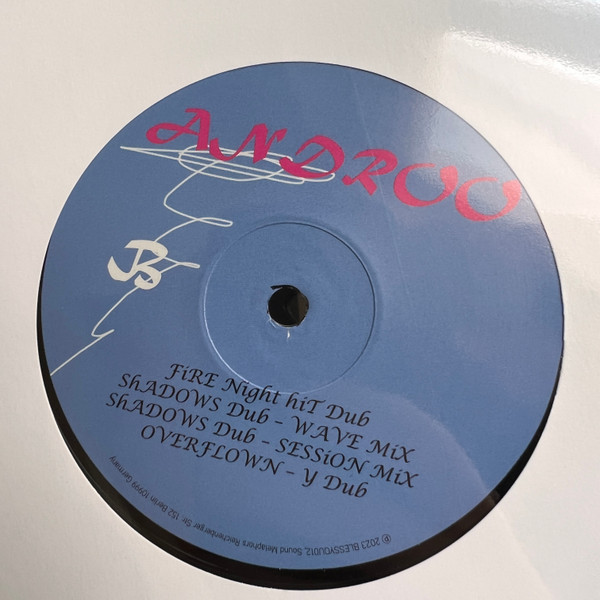 ANDROO
B
FiRE Night hiT Dub
ShADOWS Dub - WAVE MiX
ShADOWS Dub - SESSiON MiX
OVERFLOWN - Y Dub
℗ 2023 BLESSYOU012, Sound Metaphors Reichenberger Str. 152 Berlin 10999 Germany